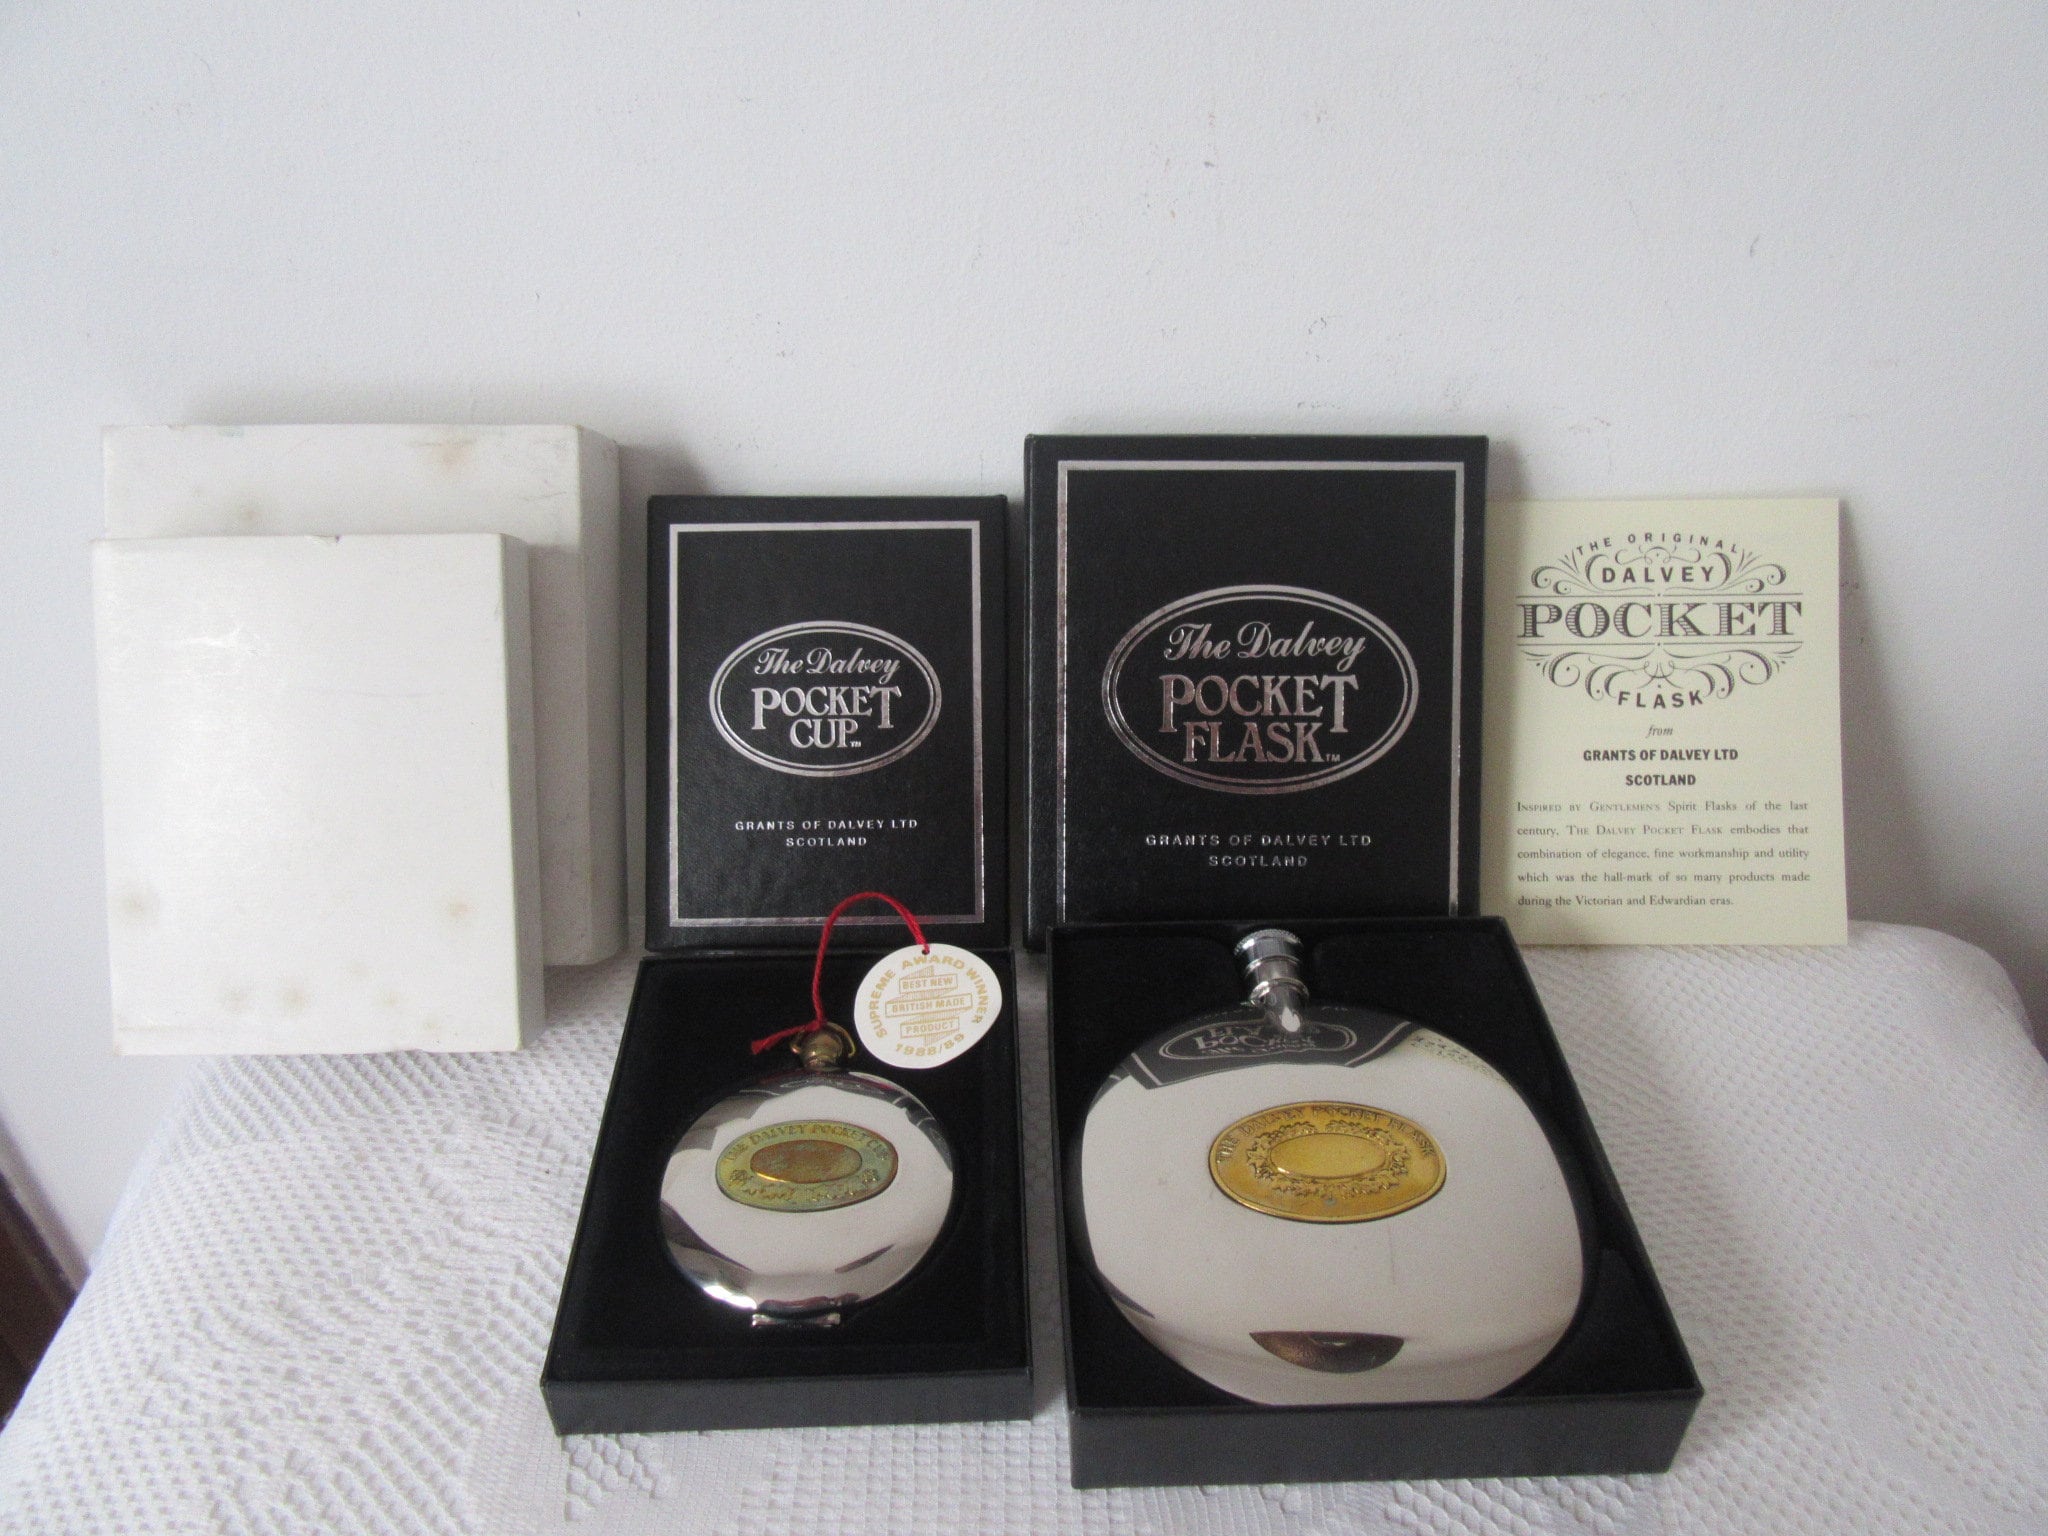 The Dalvey
POCKET
CUP™
GRANTS OF DALVEY LTD
SCOTLAND
The Dalvey
POCKET
FLASK™
GRANTS OF DALVEY LTD
SCOTLAND
THE ORIGINAL
DALVEY
POCKET
FLASK
from
GRANTS OF DALVEY LTD
SCOTLAND
INSPIRED BY GENTLEMEN'S Spirit Flasks of the last
century, THE DALVEY POCKET FLASK embodies that
combination of elegance, fine workmanship and utility
which was the hall-mark of so many products made
during the Victorian and Edwardian eras.
SUPREME AWARD WINNER
BEST NEW
BRITISH MADE
PRODUCT
1988/89
THE DALVEY POCKET CUP
THE DALVEY POCKET FLASK